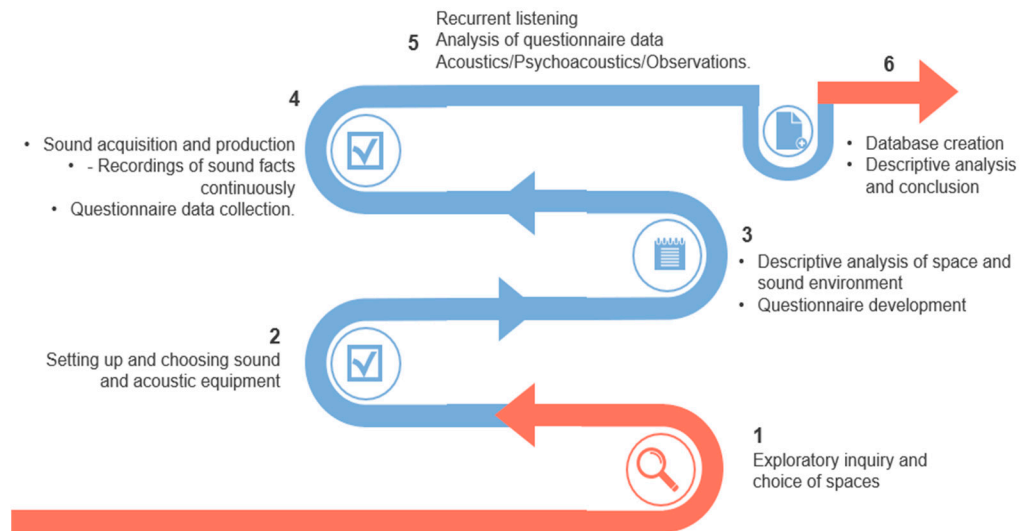 5
Recurrent listening
Analysis of questionnaire data
Acoustics/Psychoacoustics/Observations.
6
• Database creation
• Descriptive analysis
and conclusion
4
• Sound acquisition and production
• - Recordings of sound facts
continuously
• Questionnaire data collection.
3
• Descriptive analysis of space and
sound environment
• Questionnaire development
2
Setting up and choosing sound
and acoustic equipment
1
Exploratory inquiry and
choice of spaces